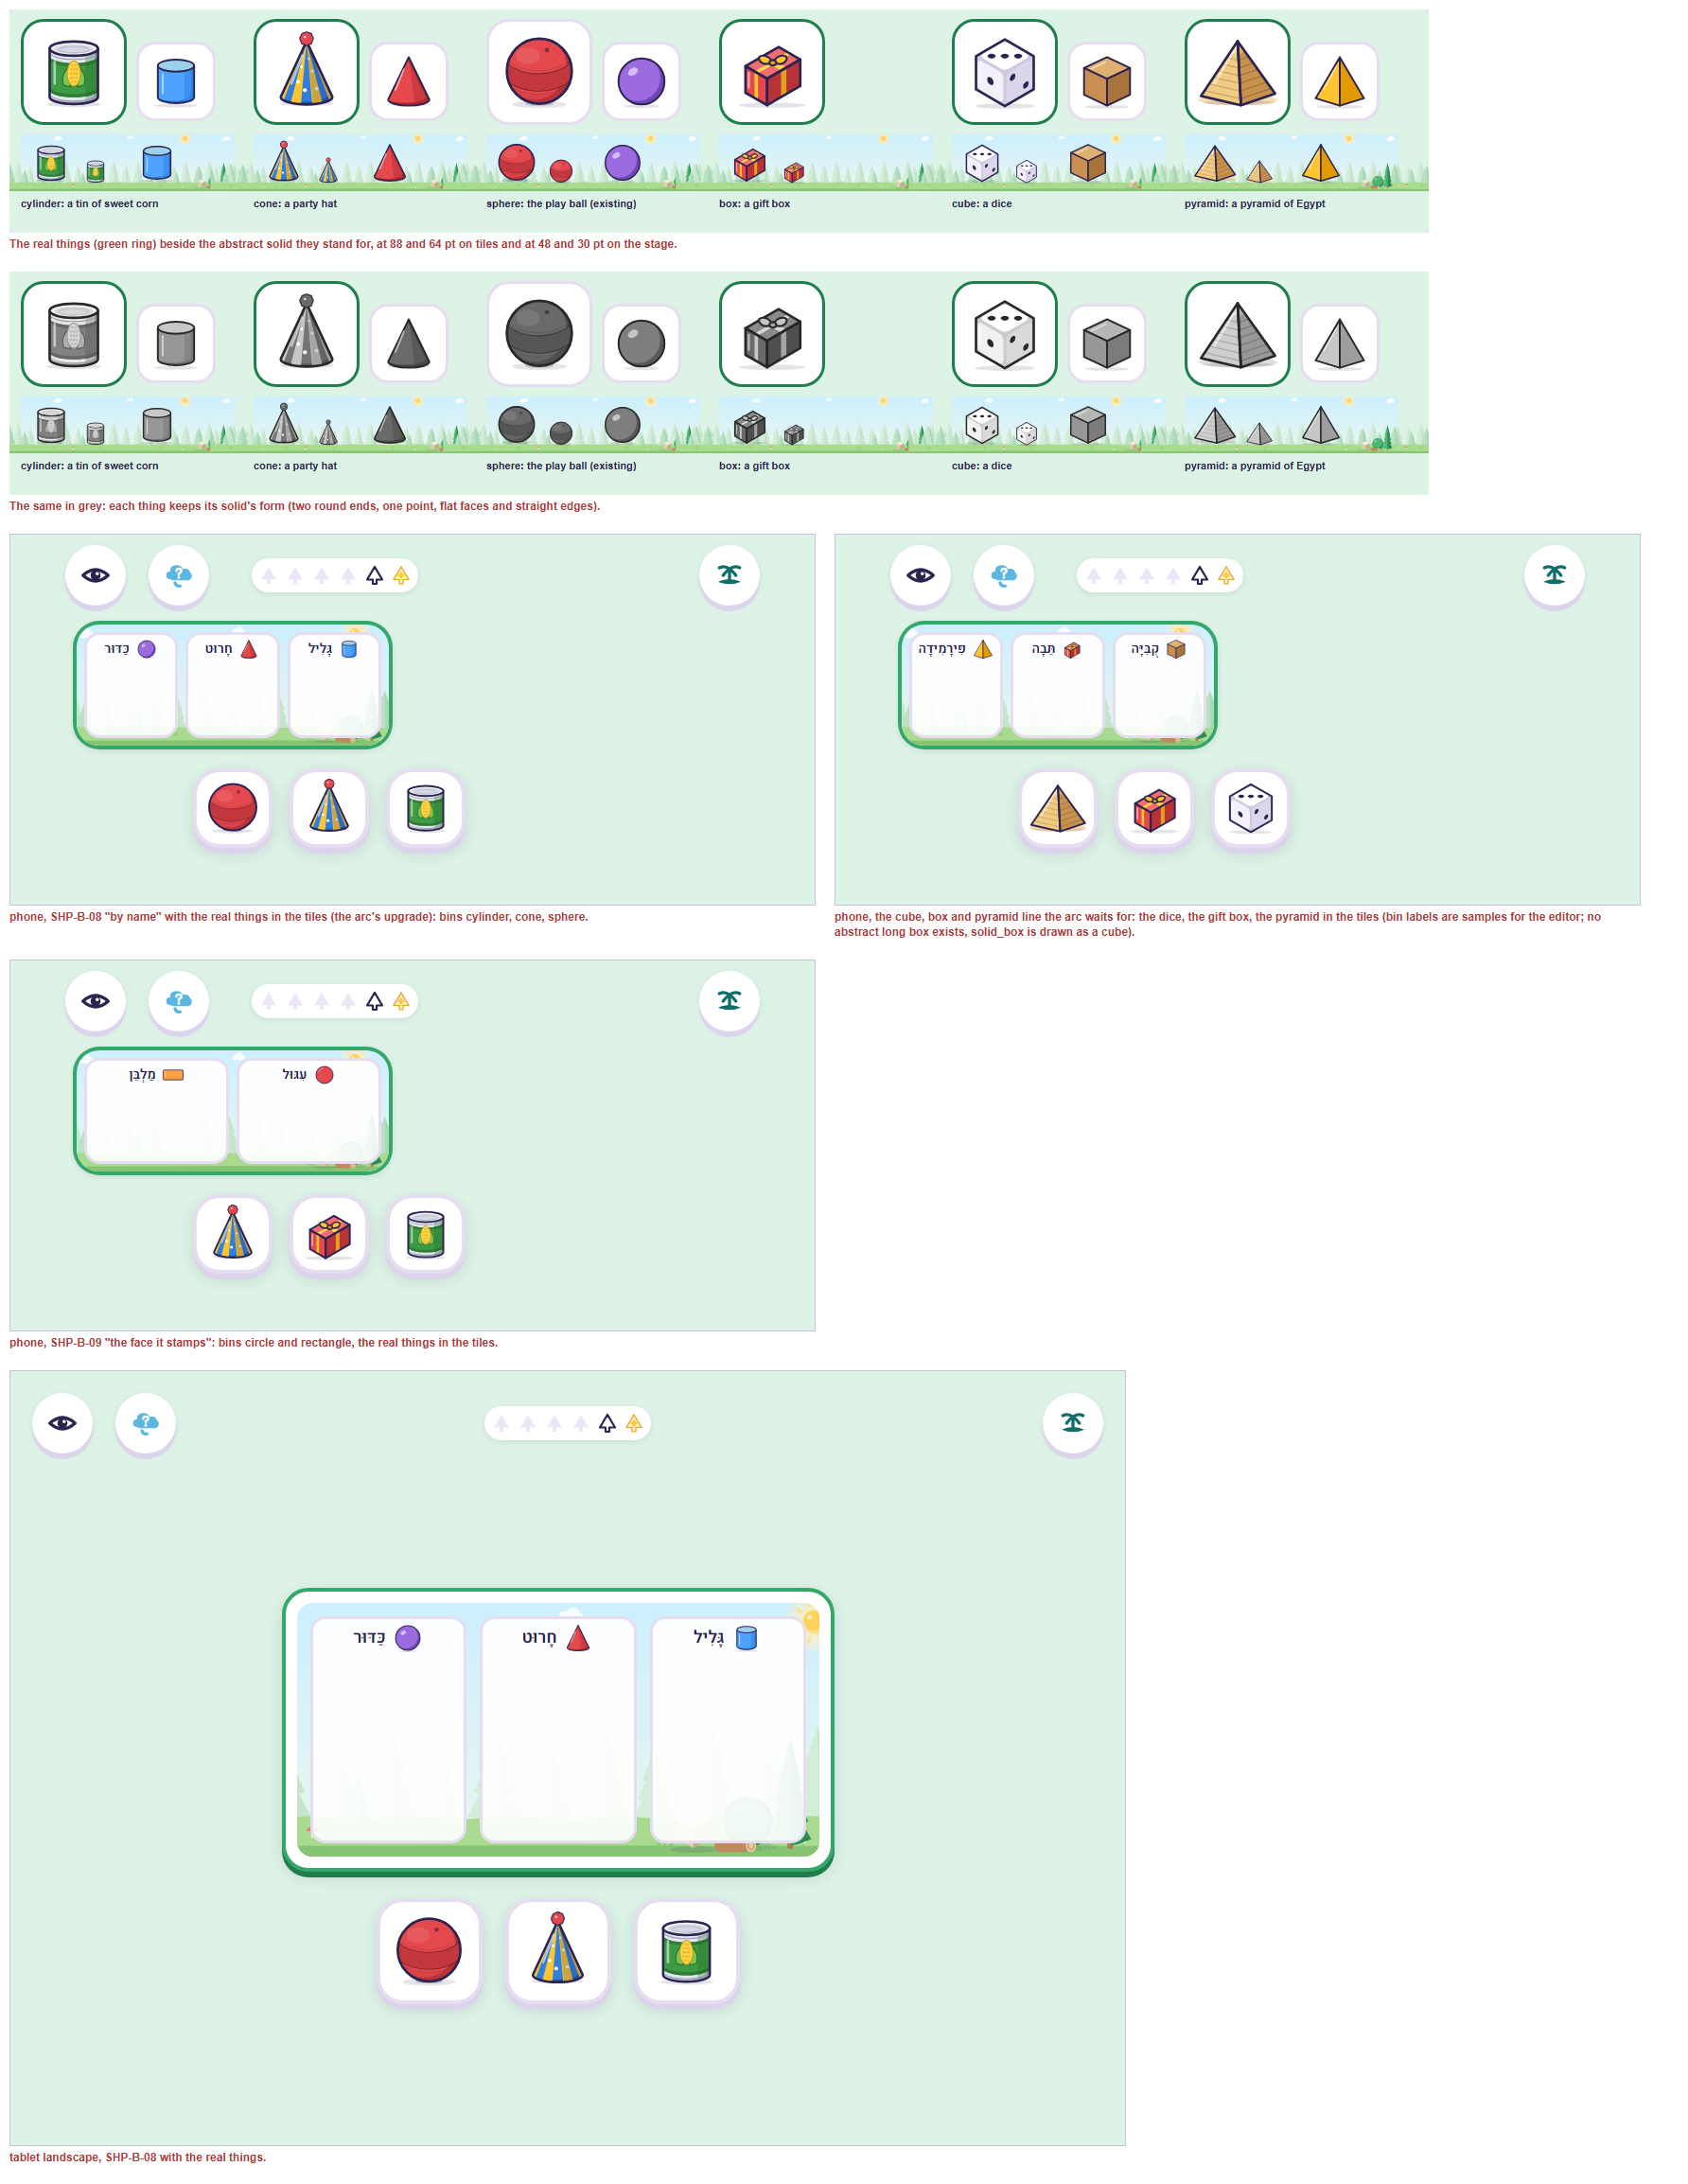 cylinder: a tin of sweet corn
cone: a party hat
sphere: the play ball (existing)
box: a gift box
cube: a dice
pyramid: a pyramid of Egypt
The real things (green ring) beside the abstract solid they stand for, at 88 and 64 pt on tiles and at 48 and 30 pt on the stage.
cylinder: a tin of sweet corn
cone: a party hat
sphere: the play ball (existing)
box: a gift box
cube: a dice
pyramid: a pyramid of Egypt
The same in grey: each thing keeps its solid's form (two round ends, one point, flat faces and straight edges).
?
גָּלִיל
חָרוּט
כַּדּוּר
phone, SHP-B-08 "by name" with the real things in the tiles (the arc's upgrade): bins cylinder, cone, sphere.
?
קֻבִּיָּה
תֵּבָה
פִּירָמִידָה
phone, the cube, box and pyramid line the arc waits for: the dice, the gift box, the pyramid in the tiles (bin labels are samples for the editor; no
abstract long box exists, solid_box is drawn as a cube).
?
עִגּוּל
מַלְבֵּן
phone, SHP-B-09 "the face it stamps": bins circle and rectangle, the real things in the tiles.
?
גָּלִיל
חָרוּט
כַּדּוּר
tablet landscape, SHP-B-08 with the real things.